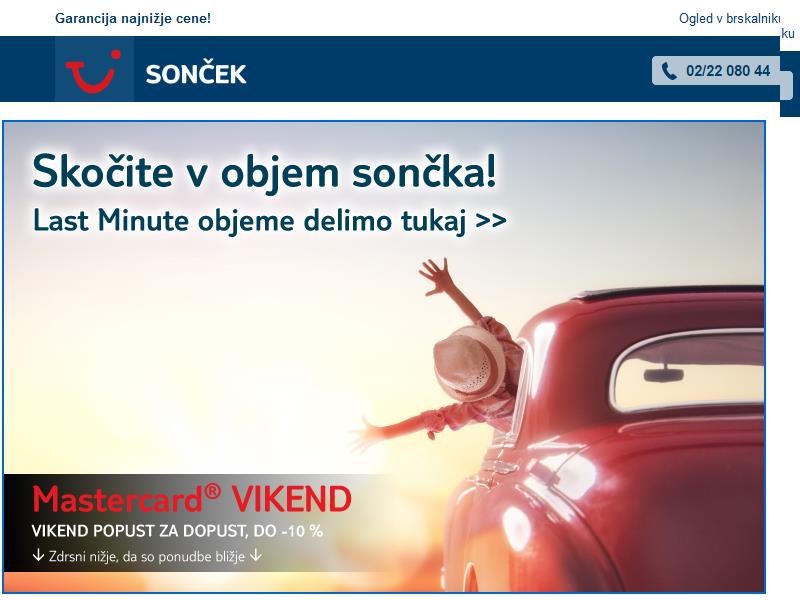 Garancija najnižje cene!
Ogled v brskalniku
ku
SONČEK
02/22 080 44
Skočite v objem sončka!
Last Minute objeme delimo tukaj >>
Mastercard® VIKEND
VIKEND POPUST ZA DOPUST, DO -10 %
↓ Zdrsni nižje, da so ponudbe bližje ↓